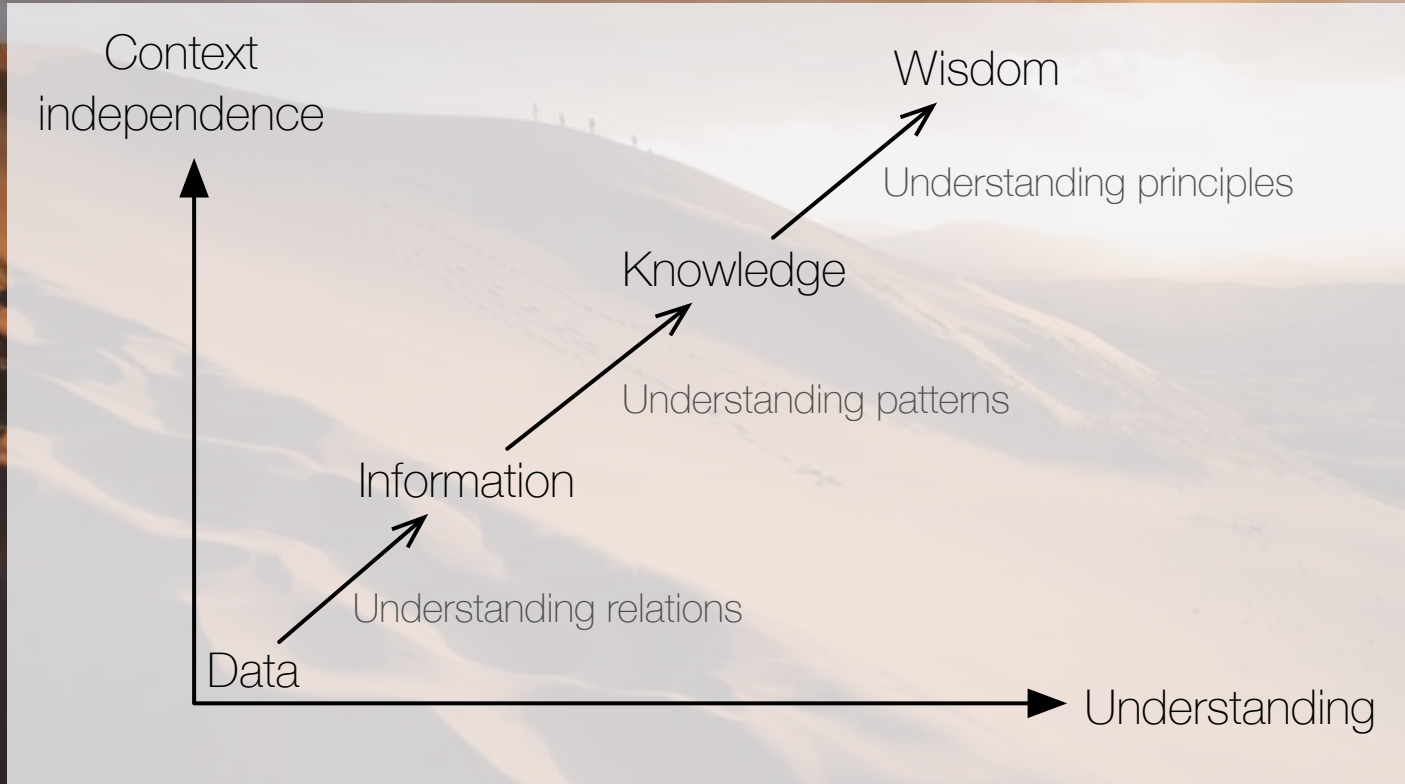 Context
independence
Wisdom
Understanding principles
Knowledge
Understanding patterns
Information
Understanding relations
Data
Understanding